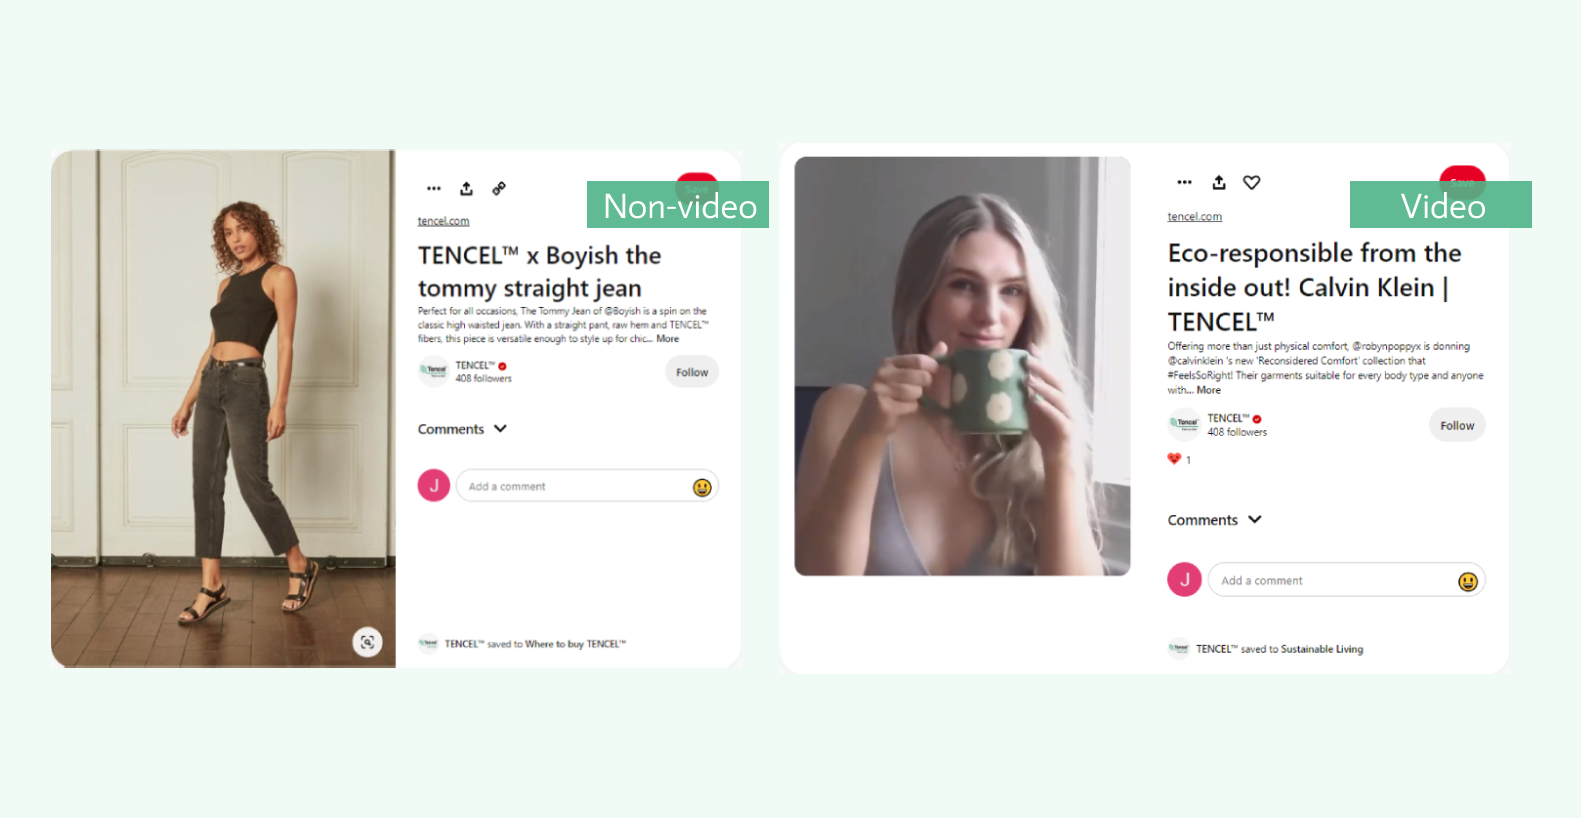 Save
Non-video
tencel.com
TENCEL™ x Boyish the
tommy straight jean
Perfect for all occasions, The Tommy Jean of @Boyish is a spin on the
classic high waisted jean. With a straight pant, raw hem and TENCEL™
fibers, this piece is versatile enough to style up for chic... More
Tencel
TENCEL™
408 followers
Follow
Comments
J
Add a comment
TENCEL™ saved to Where to buy TENCEL™
Save
Video
tencel.com
Eco-responsible from the
inside out! Calvin Klein |
TENCEL™
Offering more than just physical comfort, @robynpoppyx is donning
@calvinklein 's new 'Reconsidered Comfort' collection that
#FeelsSoRight! Their garments suitable for every body type and anyone
with... More
Tencel
TENCEL™
408 followers
Follow
1
Comments
J
Add a comment
TENCEL™ saved to Sustainable Living